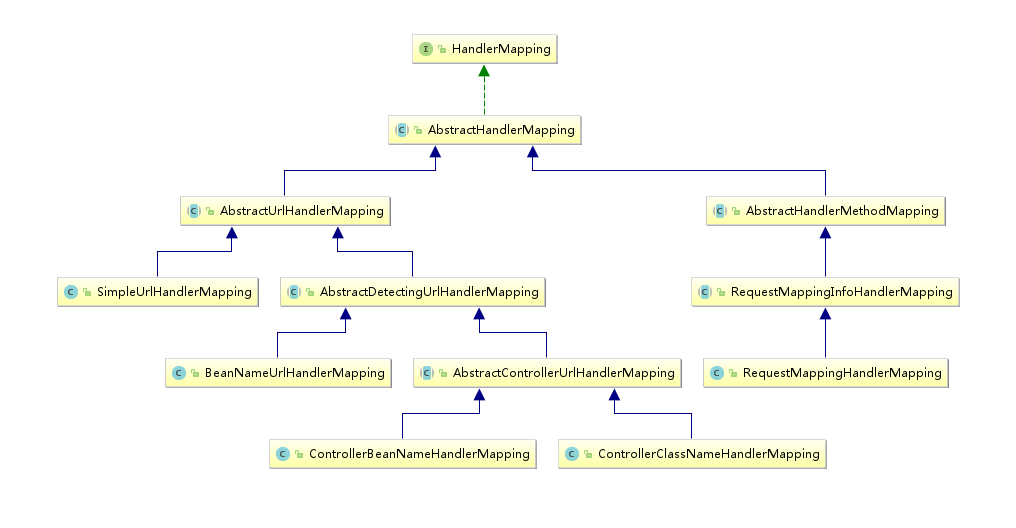 I HandlerMapping
C AbstractHandlerMapping
C AbstractUrlHandlerMapping
C AbstractHandlerMethodMapping
C SimpleUrlHandlerMapping
C AbstractDetectingUrlHandlerMapping
C RequestMappingInfoHandlerMapping
C BeanNameUrlHandlerMapping
C AbstractControllerUrlHandlerMapping
C RequestMappingHandlerMapping
C ControllerBeanNameHandlerMapping
C ControllerClassNameHandlerMapping